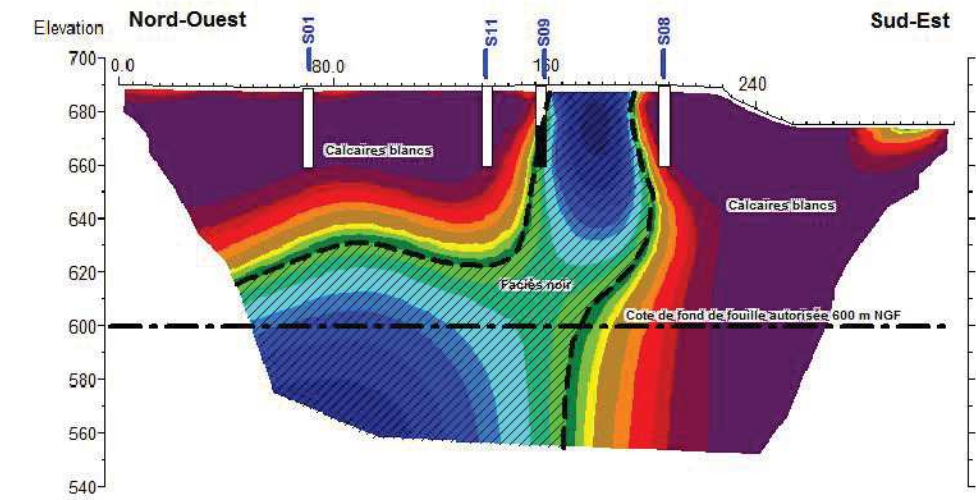 Nord-Ouest
Sud-Est
Elevation
S01
S11
S09
S08
700
0.0
80.0
160
240
680
660
640
620
600
580
560
540
Calcaires blancs
Calcaires blancs
Faciès noir
Cote de fond de fouille autorisée 600 m NGF